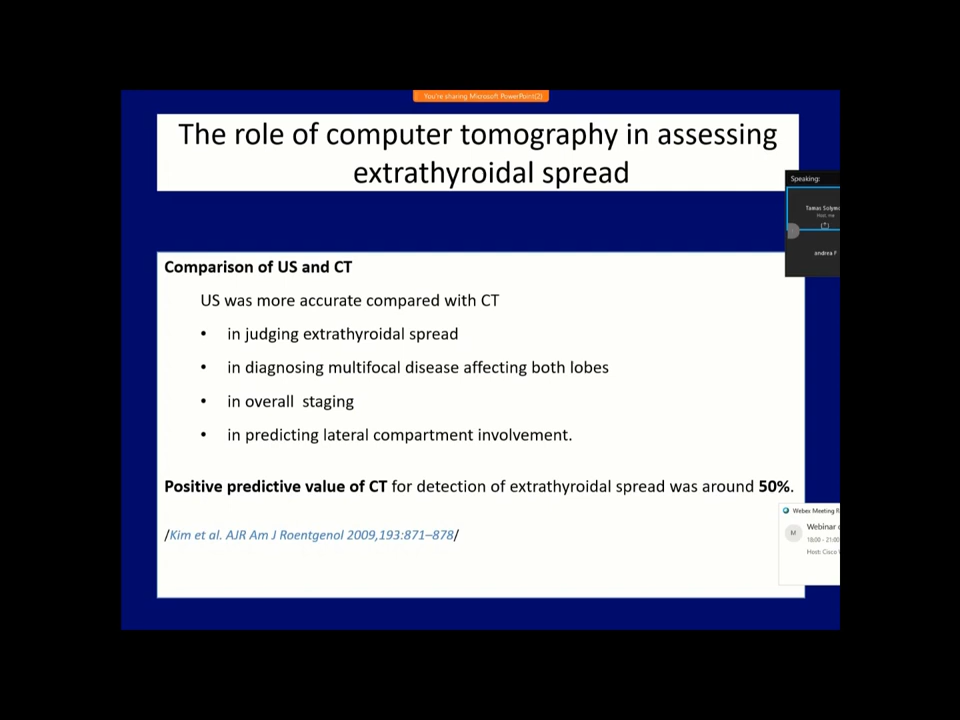 You're sharing Microsoft PowerPoint(2)
The role of computer tomography in assessing
extrathyroidal spread
Speaking:
Tamas Solymo
Host, me
andrea F
Comparison of US and CT
US was more accurate compared with CT
• in judging extrathyroidal spread
• in diagnosing multifocal disease affecting both lobes
• in overall staging
• in predicting lateral compartment involvement.
Positive predictive value of CT for detection of extrathyroidal spread was around 50%.
/Kim et al. AJR Am J Roentgenol 2009,193:871–878/
Webex Meeting R
M
Webinar
18:00 - 21:00
Host: Cisco